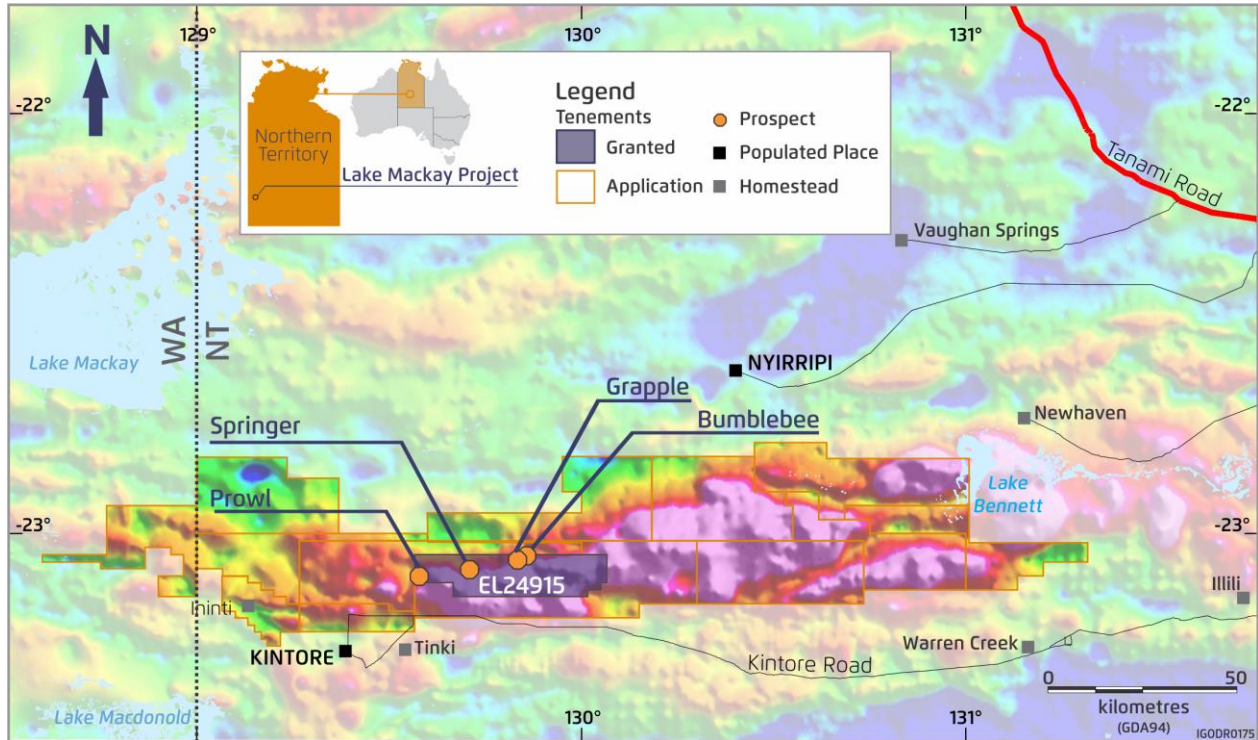 129°
130°
131°
N
-22°
-22°
Legend
Tenements
Granted
Application
Prospect
Populated Place
Homestead
Northern
Territory
Lake Mackay Project
Tanami Road
Vaughan Springs
Lake Mackay
WA
NT
NYIRRIPI
Grapple
Bumblebee
Newhaven
Springer
Prowl
Lake
Bennett
-23°
-23°
EL24915
Ininti
Illili
KINTORE
Tinki
Kintore Road
Warren Creek
0
50
kilometres
(GDA94)
Lake Macdonold
130°
131°
IGODR0175